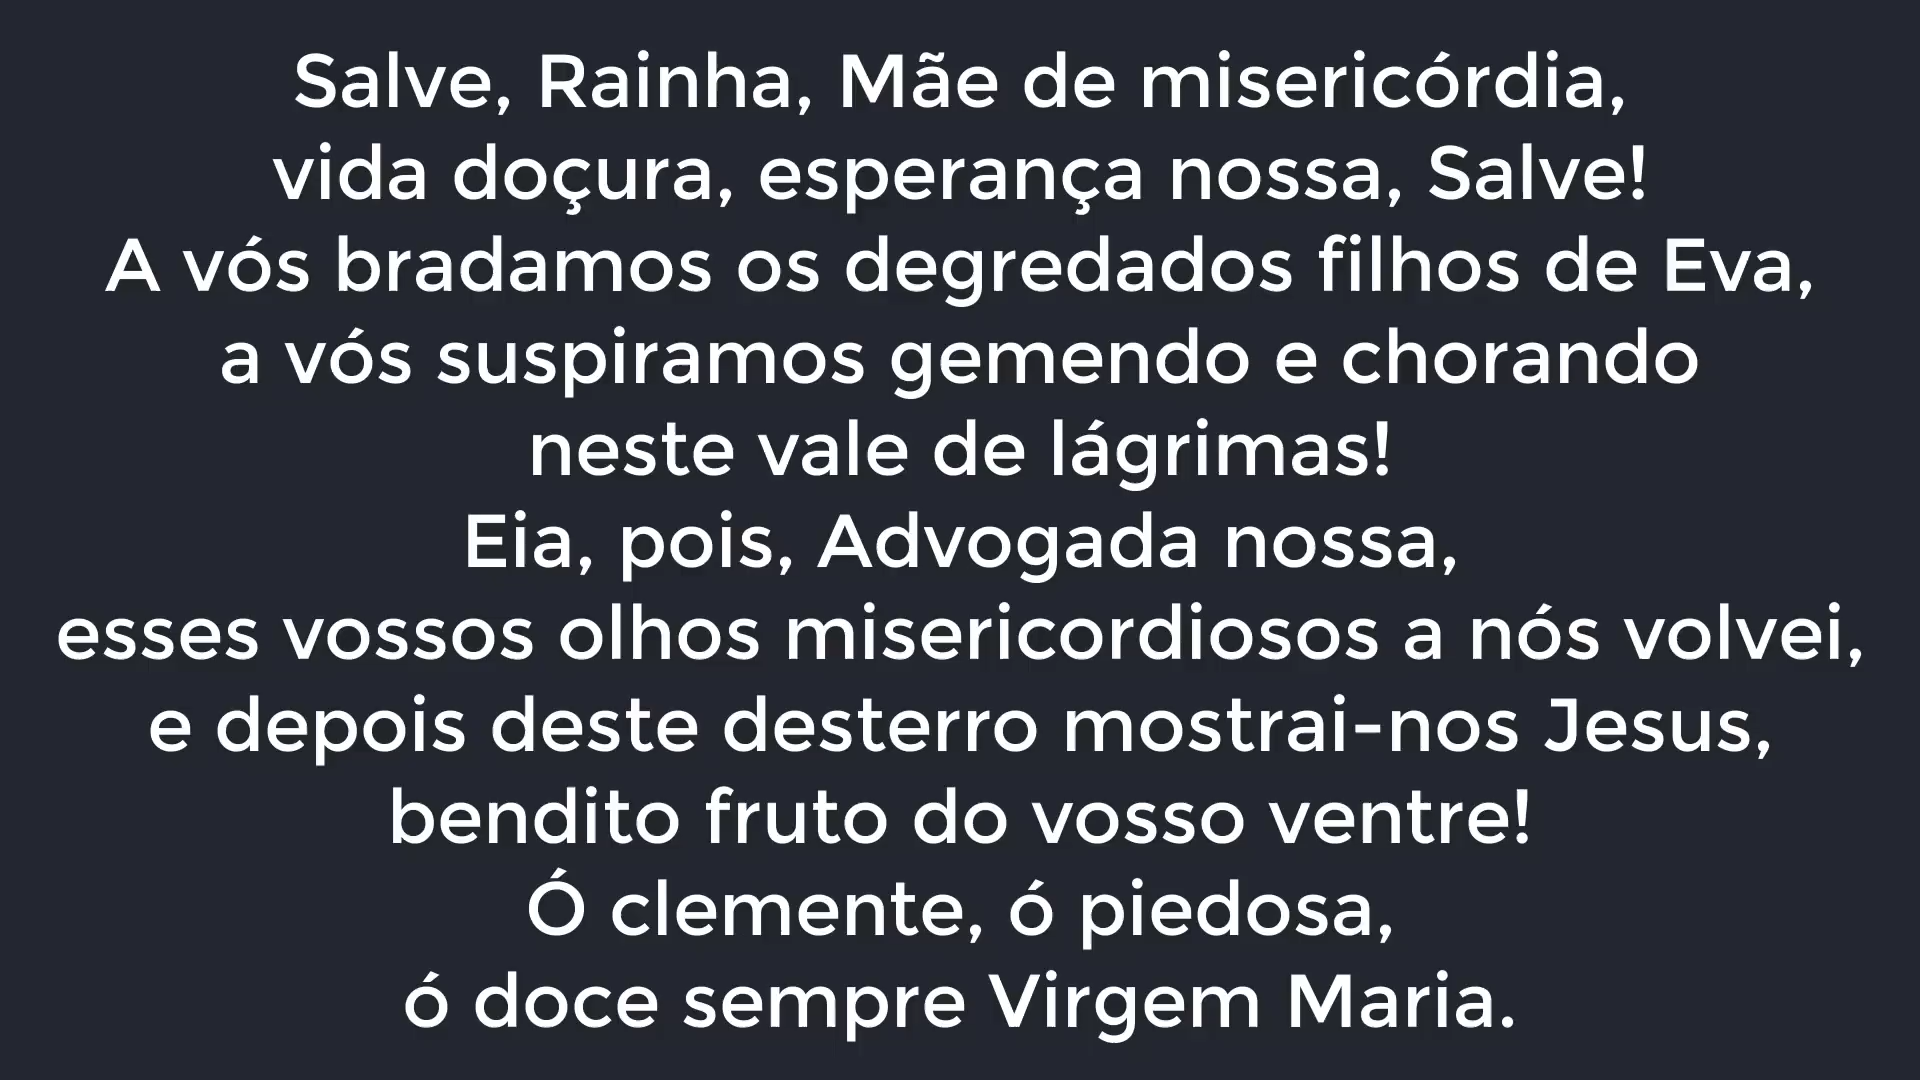 Salve, Rainha, Mãe de misericórdia,
vida doçura, esperança nossa, Salve!
A vós bradamos os degredados filhos de Eva,
a vós suspiramos gemendo e chorando
neste vale de lágrimas!
Eia, pois, Advogada nossa,
esses vossos olhos misericordiosos a nós volvei,
e depois deste desterro mostrai-nos Jesus,
bendito fruto do vosso ventre!
Ó clemente, ó piedosa,
ó doce sempre Virgem Maria.